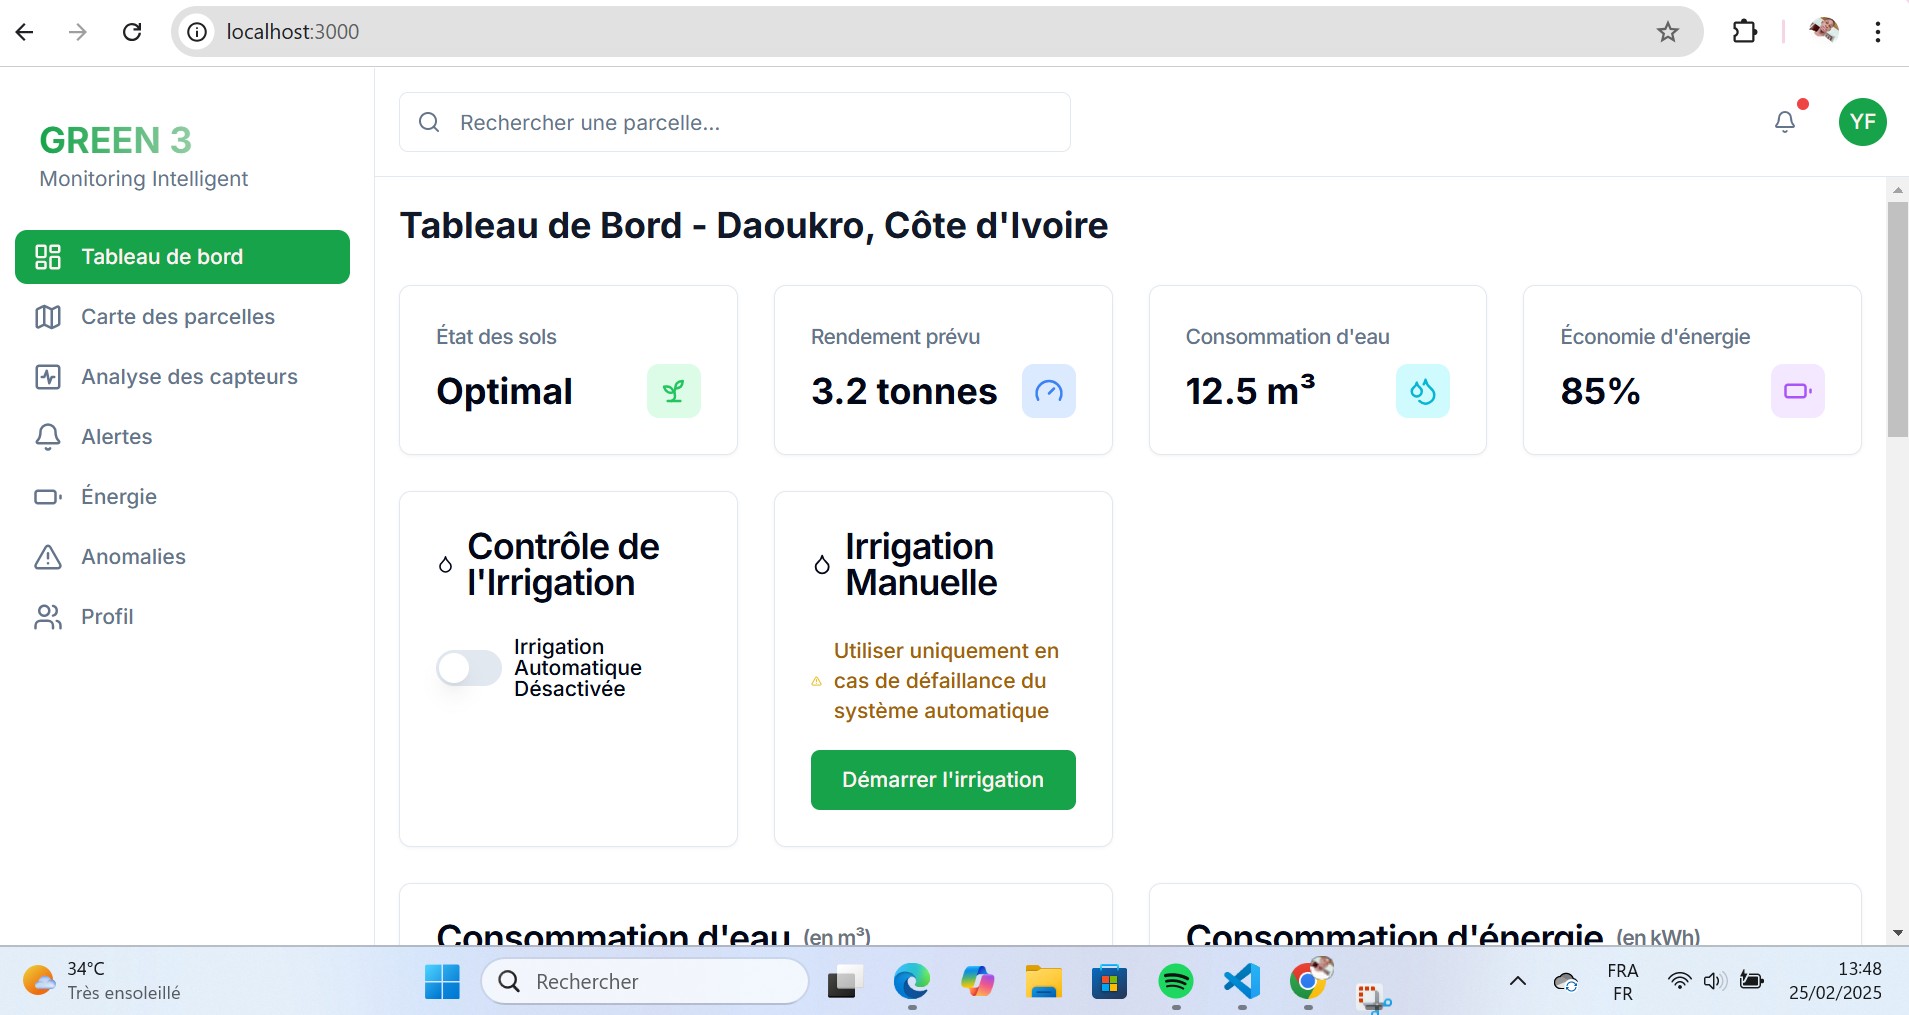 localhost:3000
GREEN 3
Monitoring Intelligent
Tableau de bord
Carte des parcelles
Analyse des capteurs
Alertes
Énergie
Anomalies
Profil
Rechercher une parcelle...
YF
Tableau de Bord - Daoukro, Côte d'Ivoire
État des sols
Optimal
Rendement prévu
3.2 tonnes
Consommation d'eau
12.5 m³
Économie d'énergie
85%
Contrôle de
l'Irrigation
Irrigation
Automatique
Désactivée
Irrigation
Manuelle
Utiliser uniquement en
cas de défaillance du
système automatique
Démarrer l'irrigation
Consommation d'eau (en m³)
Consommation d'énergie (en kWh)
34°C
Très ensoleillé
Rechercher
FRA
FR
13:48
25/02/2025